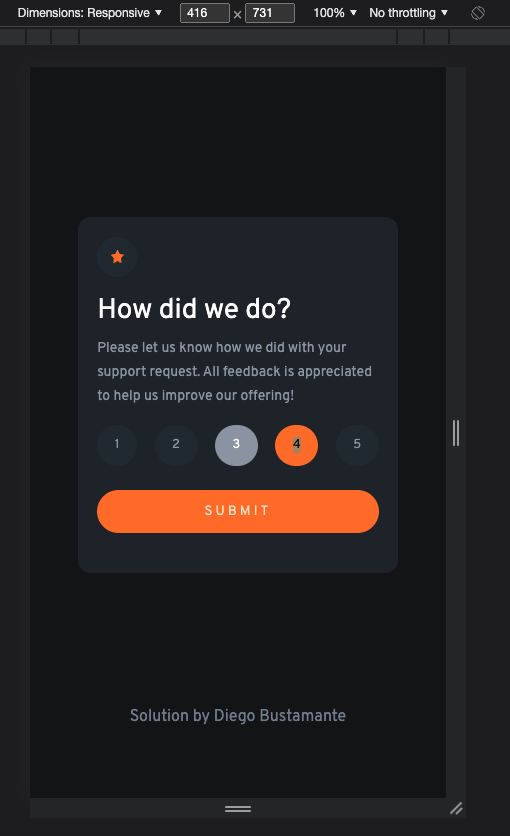 Dimensions: Responsive ▼ 416 × 731 100% ▼ No throttling ▼
How did we do?
Please let us know how we did with your
support request. All feedback is appreciated
to help us improve our offering!
1 2 3 4 5
SUBMIT
Solution by Diego Bustamante